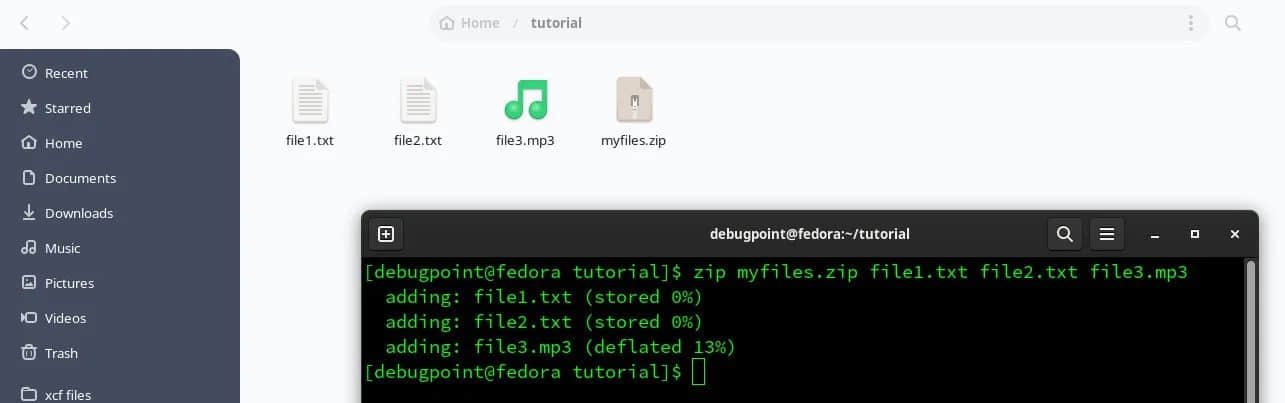 Home / tutorial
Recent
Starred
Home
Documents
Downloads
Music
Pictures
Videos
Trash
xcf files
file1.txt
file2.txt
file3.mp3
myfiles.zip
debugpoint@fedora:~/tutorial
[debugpoint@fedora tutorial]$ zip myfiles.zip file1.txt file2.txt file3.mp3
  adding: file1.txt (stored 0%)
  adding: file2.txt (stored 0%)
  adding: file3.mp3 (deflated 13%)
[debugpoint@fedora tutorial]$